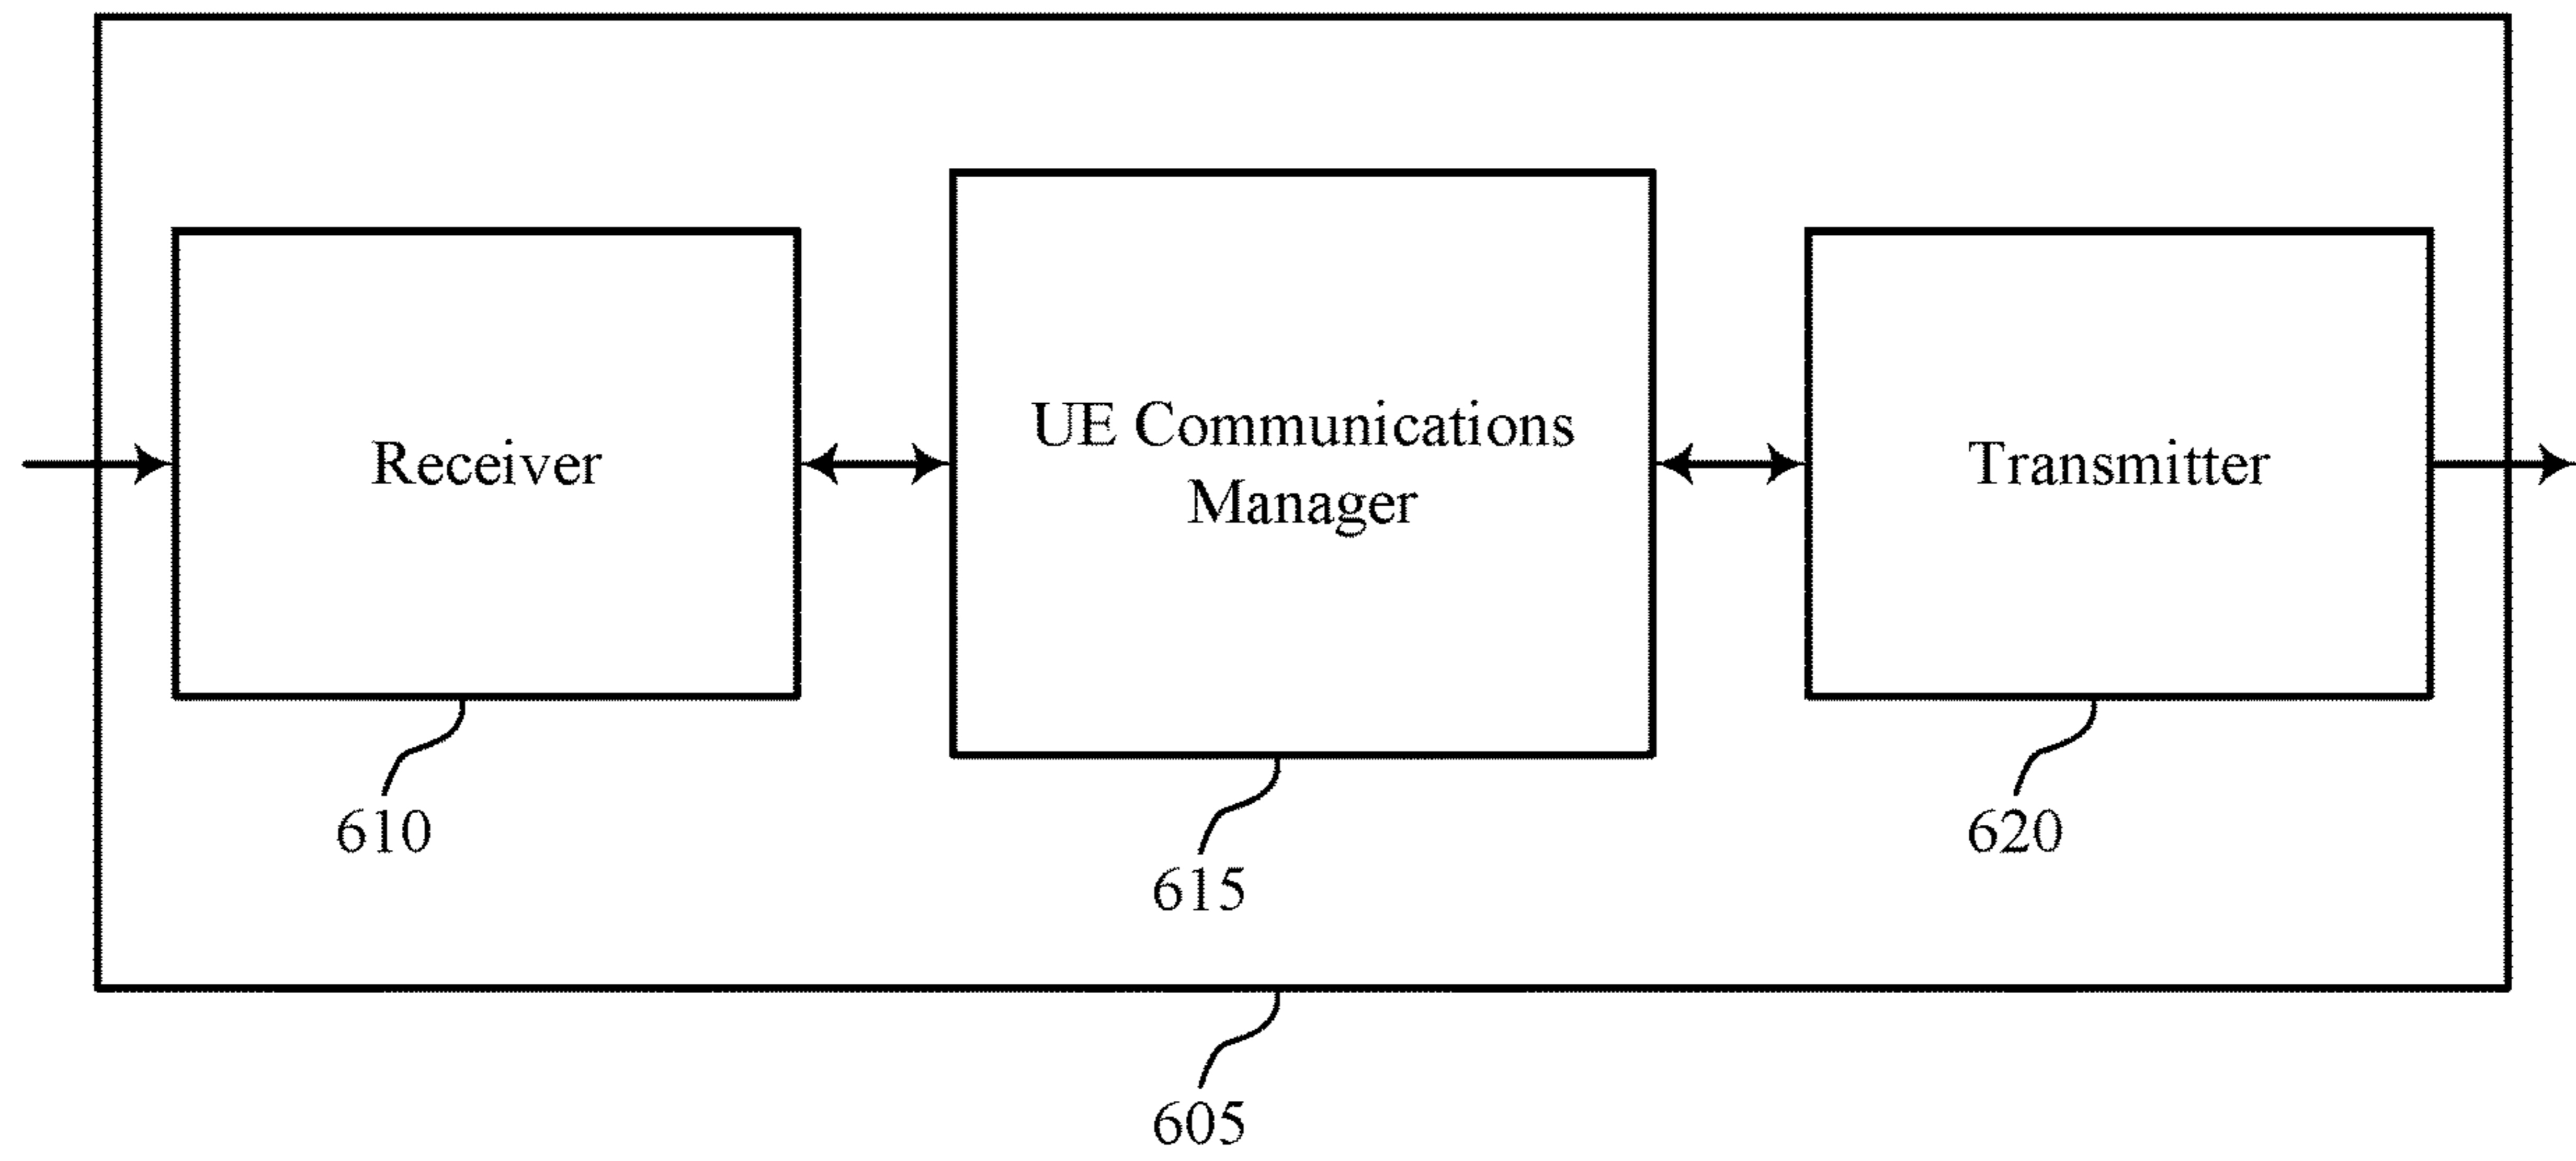 Receiver
UE Communications
Manager
Transmitter
610
615
620
605